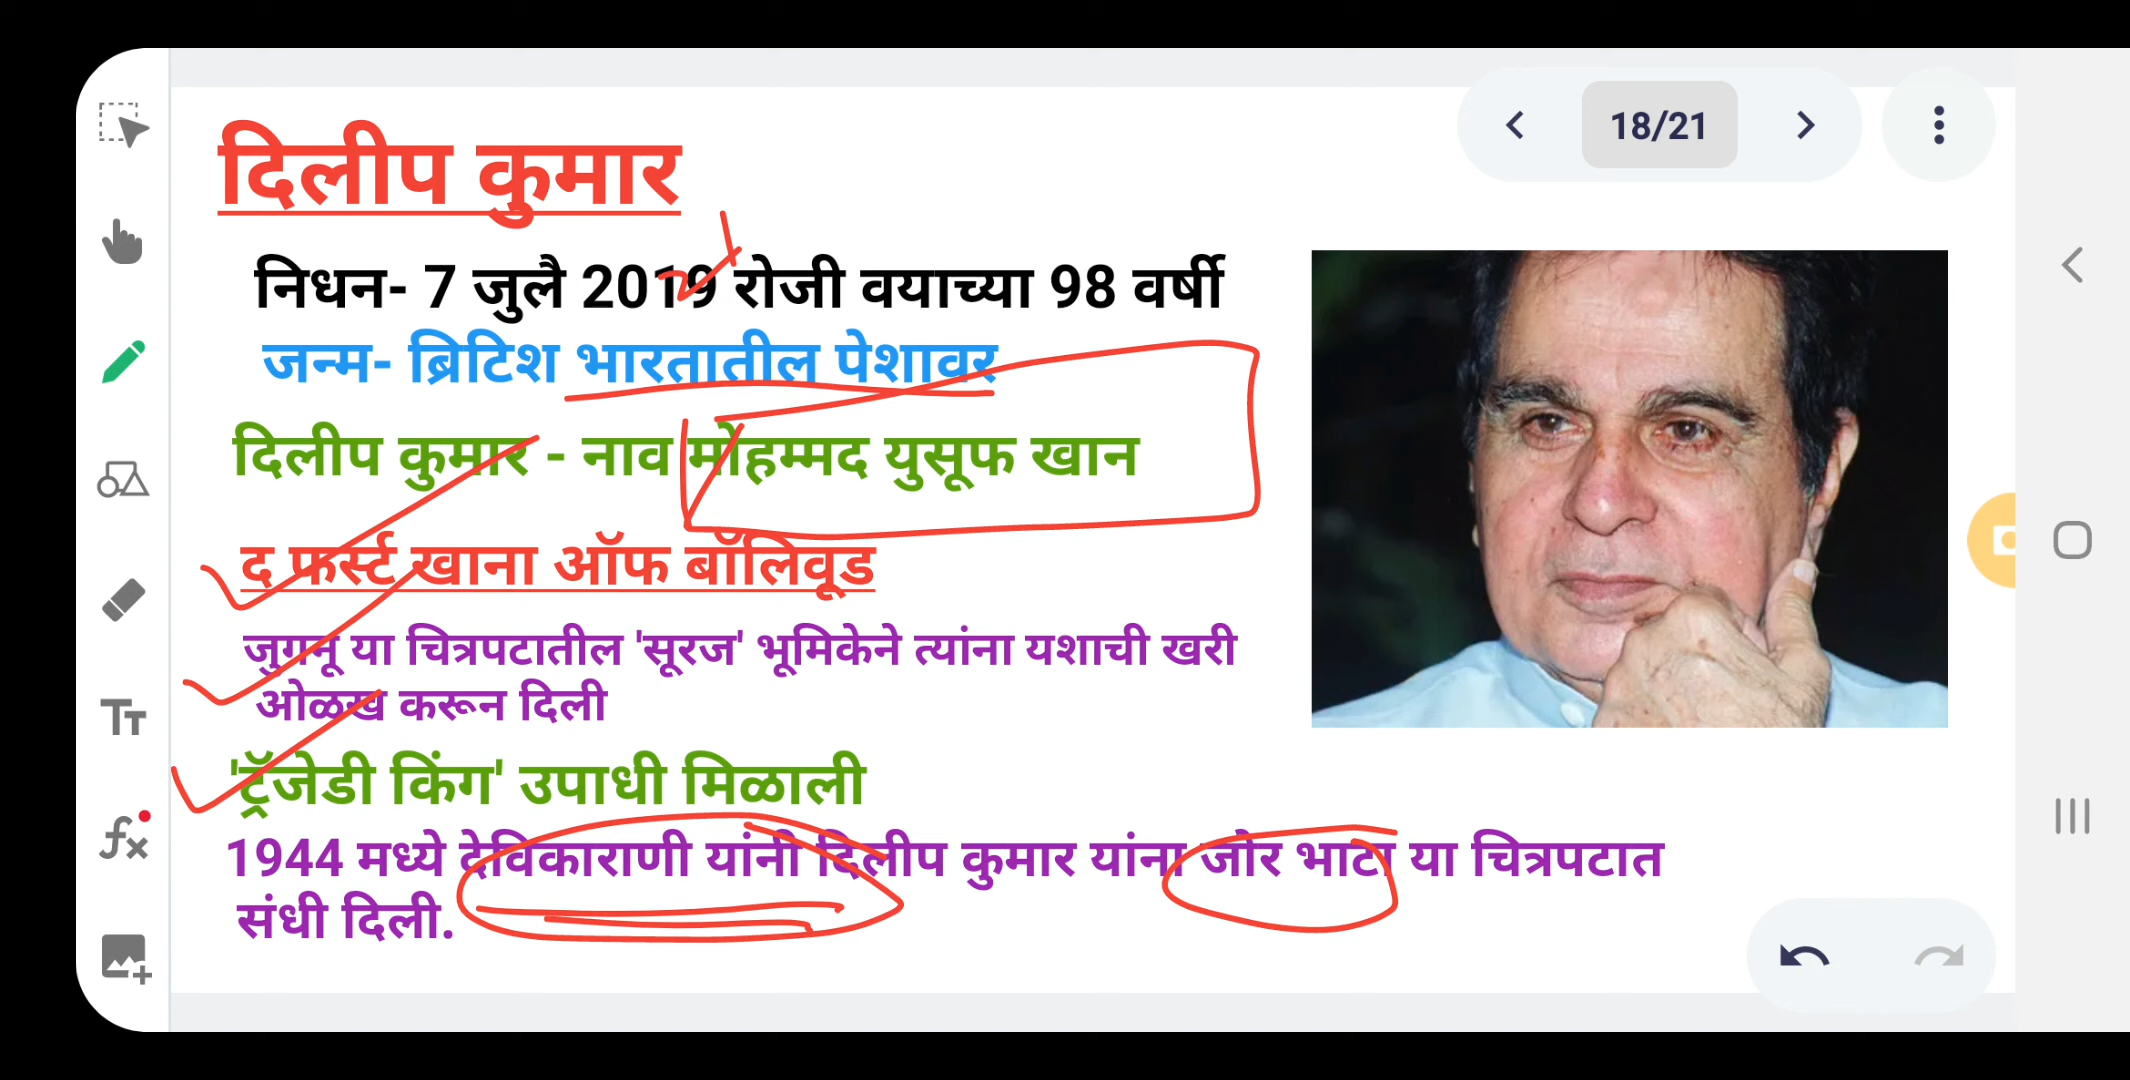 18/21
दिलीप कुमार
निधन- 7 जुलै 2019 रोजी वयाच्या 98 वर्षी
जन्म- ब्रिटिश भारतातील पेशावर
दिलीप कुमार - नाव मोहम्मद युसूफ खान
द फर्स्ट खाना ऑफ बॉलिवूड
जुगनू या चित्रपटातील 'सूरज' भूमिकेने त्यांना यशाची खरी
ओळख करून दिली
'ट्रॅजेडी किंग' उपाधी मिळाली
1944 मध्ये देविकाराणी यांनी दिलीप कुमार यांना जोर भाटा या चित्रपटात
संधी दिली.